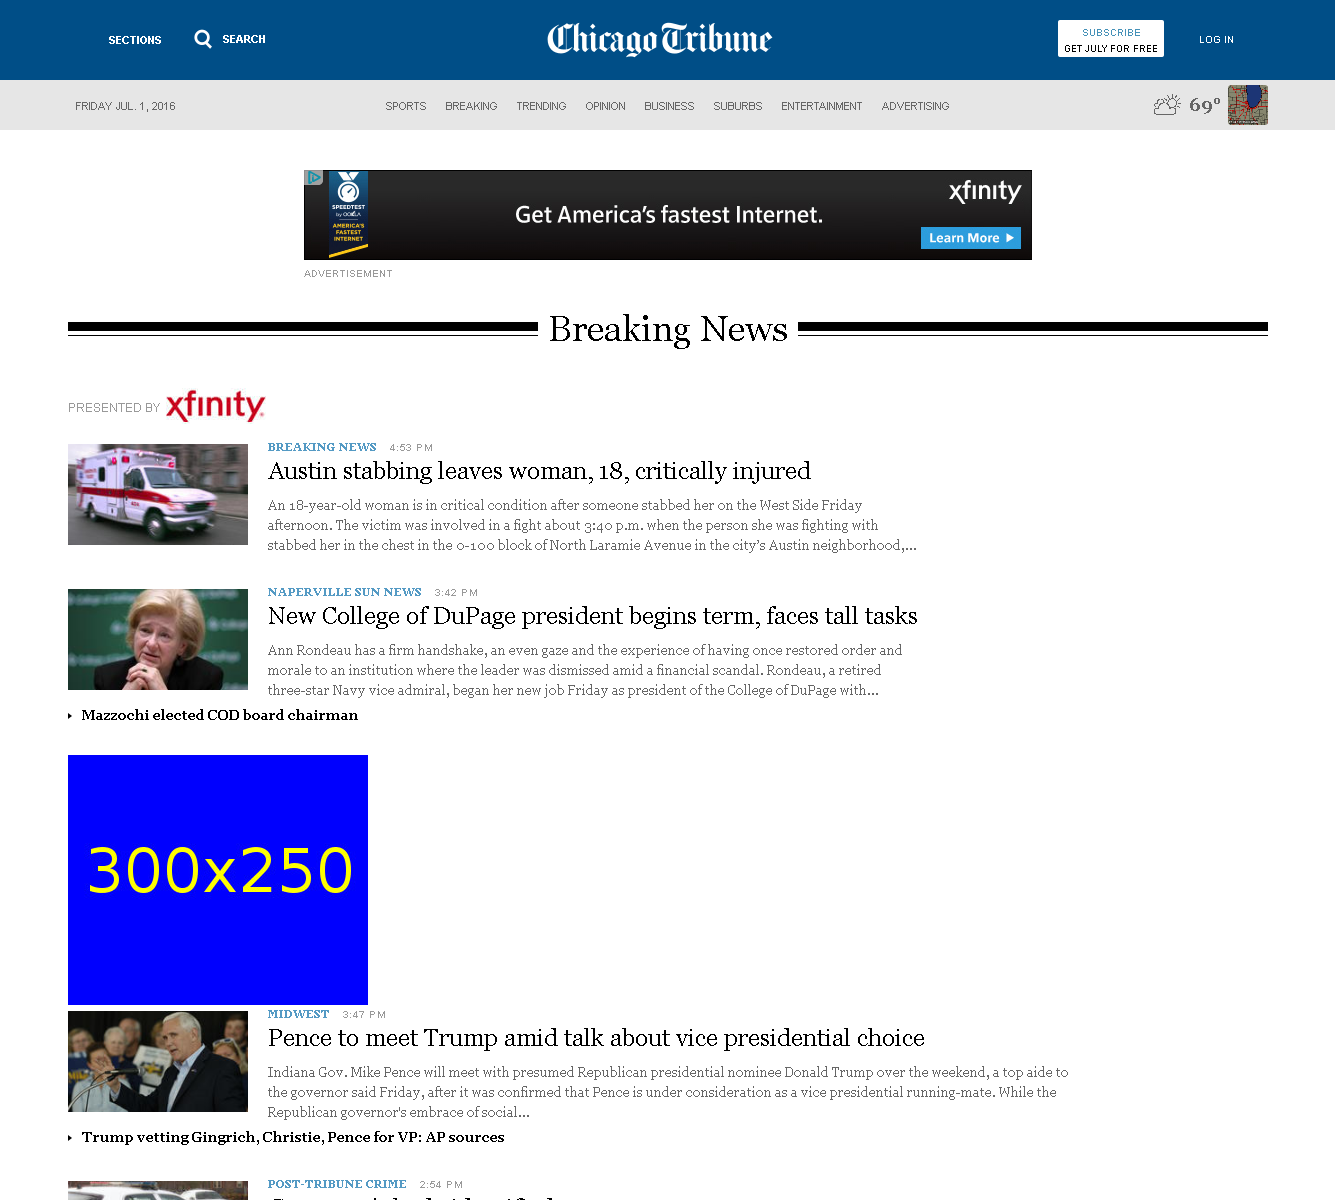 SECTIONS
SEARCH
Chicago Tribune
SUBSCRIBE
GET JULY FOR FREE
LOG IN
FRIDAY JUL. 1, 2016
SPORTS BREAKING TRENDING OPINION BUSINESS SUBURBS ENTERTAINMENT ADVERTISING
69°
SPEEDTEST
by OOKLA
AMERICA'S
FASTEST
INTERNET
Get America's fastest Internet.
xfinity
Learn More
ADVERTISEMENT
Breaking News
PRESENTED BY xfinity
BREAKING NEWS 4:53 PM
Austin stabbing leaves woman, 18, critically injured
An 18-year-old woman is in critical condition after someone stabbed her on the West Side Friday
afternoon. The victim was involved in a fight about 3:40 p.m. when the person she was fighting with
stabbed her in the chest in the 0-100 block of North Laramie Avenue in the city's Austin neighborhood,...
NAPERVILLE SUN NEWS 3:42 PM
New College of DuPage president begins term, faces tall tasks
Ann Rondeau has a firm handshake, an even gaze and the experience of having once restored order and
morale to an institution where the leader was dismissed amid a financial scandal. Rondeau, a retired
three-star Navy vice admiral, began her new job Friday as president of the College of DuPage with...
Mazzochi elected COD board chairman
300x250
MIDWEST 3:47 PM
Pence to meet Trump amid talk about vice presidential choice
Indiana Gov. Mike Pence will meet with presumed Republican presidential nominee Donald Trump over the weekend, a top aide to
the governor said Friday, after it was confirmed that Pence is under consideration as a vice presidential running-mate. While the
Republican governor's embrace of social...
Trump vetting Gingrich, Christie, Pence for VP: AP sources
POST-TRIBUNE CRIME 2:54 PM